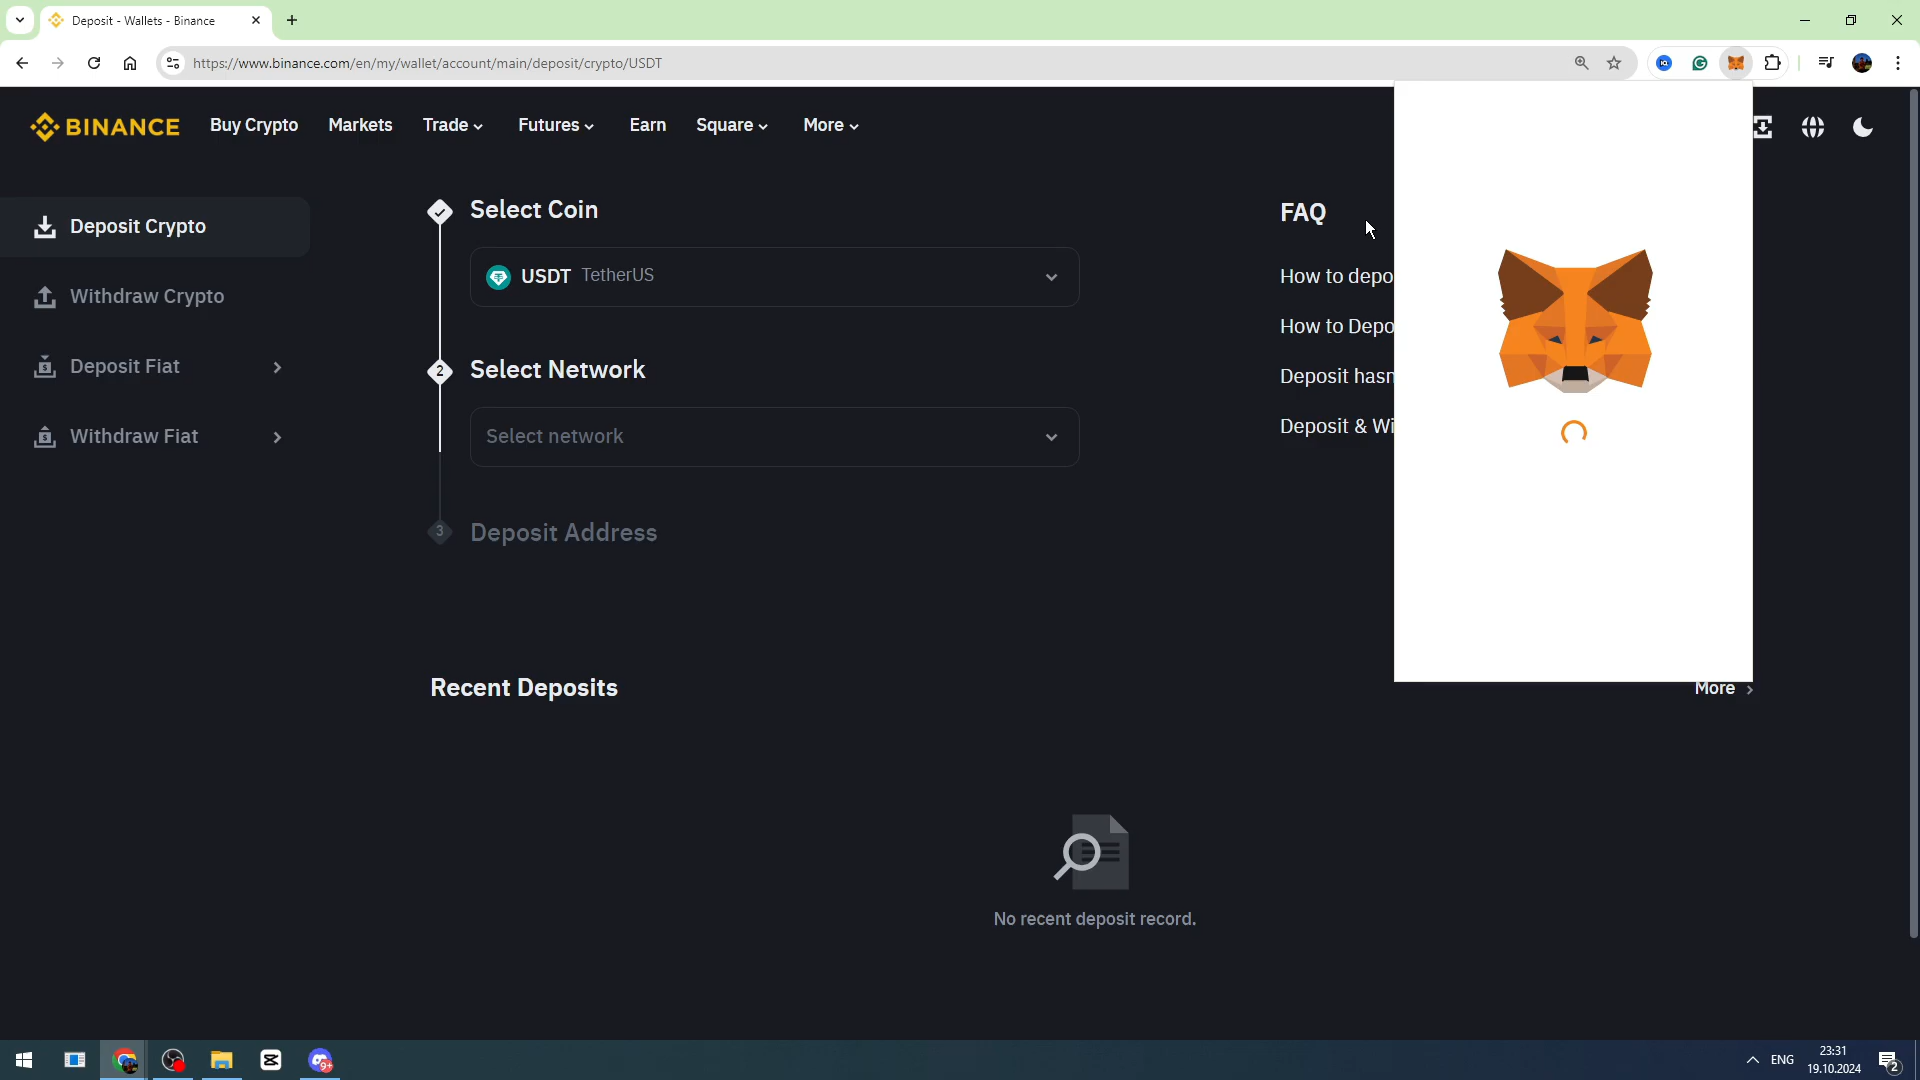 Deposit - Wallets - Binance
https://www.binance.com/en/my/wallet/account/main/deposit/crypto/USDT
BINANCE
Buy Crypto
Markets
Trade
Futures
Earn
Square
More
Deposit Crypto
Withdraw Crypto
Deposit Fiat
Withdraw Fiat
Select Coin
USDT TetherUS
2
Select Network
Select network
3
Deposit Address
FAQ
How to depo
How to Depo
Deposit hasn
Deposit & Wi
Recent Deposits
More
No recent deposit record.
9+
ENG
23:31
19.10.2024
2